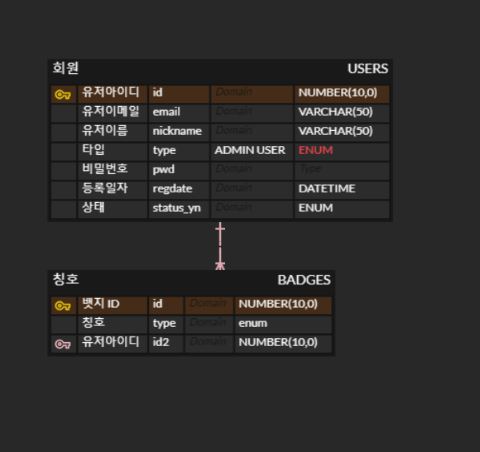 회원 USERS
유저아이디 id Domain NUMBER(10,0)
유저이메일 email Domain VARCHAR(50)
유저이름 nickname Domain VARCHAR(50)
타입 type ADMIN USER ENUM
비밀번호 pwd Domain Type
등록일자 regdate Domain DATETIME
상태 status_yn Domain ENUM
칭호 BADGES
뱃지 ID id Domain NUMBER(10,0)
칭호 type Domain enum
유저아이디 id2 Domain NUMBER(10,0)